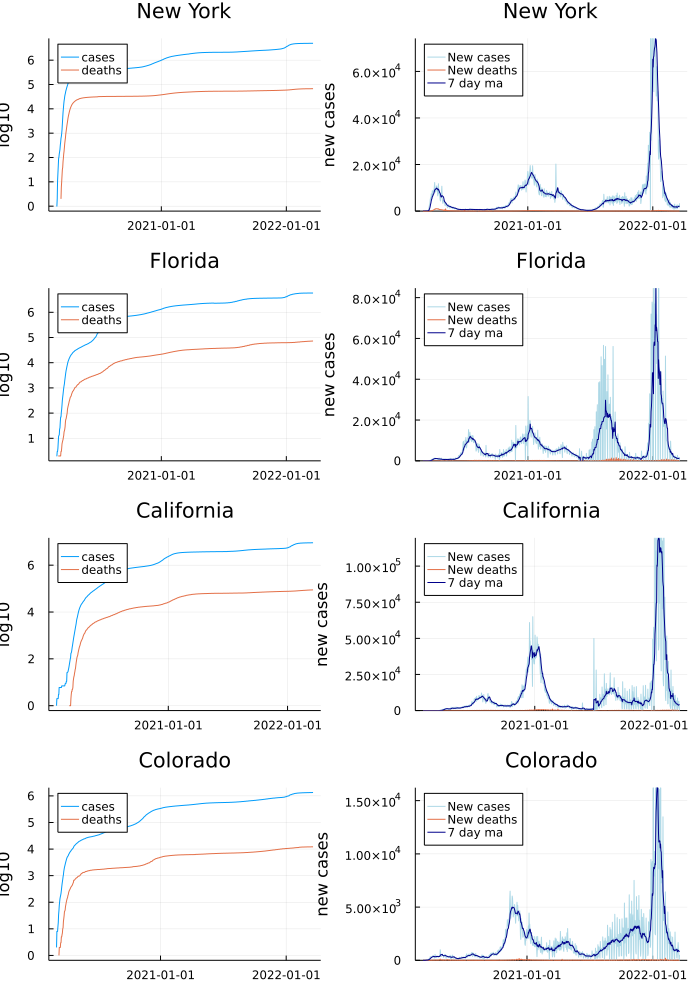 New York
New York
log10
6
5
4
3
2
1
0
cases
deaths
2021-01-01
2022-01-01
new cases
6.0×10⁴
4.0×10⁴
2.0×10⁴
0
New cases
New deaths
7 day ma
2021-01-01
2022-01-01
Florida
Florida
log10
6
5
4
3
2
1
cases
deaths
2021-01-01
2022-01-01
new cases
8.0×10⁴
6.0×10⁴
4.0×10⁴
2.0×10⁴
0
New cases
New deaths
7 day ma
2021-01-01
2022-01-01
California
California
log10
6
4
2
0
cases
deaths
2021-01-01
2022-01-01
new cases
1.00×10⁵
7.50×10⁴
5.00×10⁴
2.50×10⁴
0
New cases
New deaths
7 day ma
2021-01-01
2022-01-01
Colorado
Colorado
log10
6
5
4
3
2
1
0
cases
deaths
2021-01-01
2022-01-01
new cases
1.50×10⁴
1.00×10⁴
5.00×10³
0
New cases
New deaths
7 day ma
2021-01-01
2022-01-01